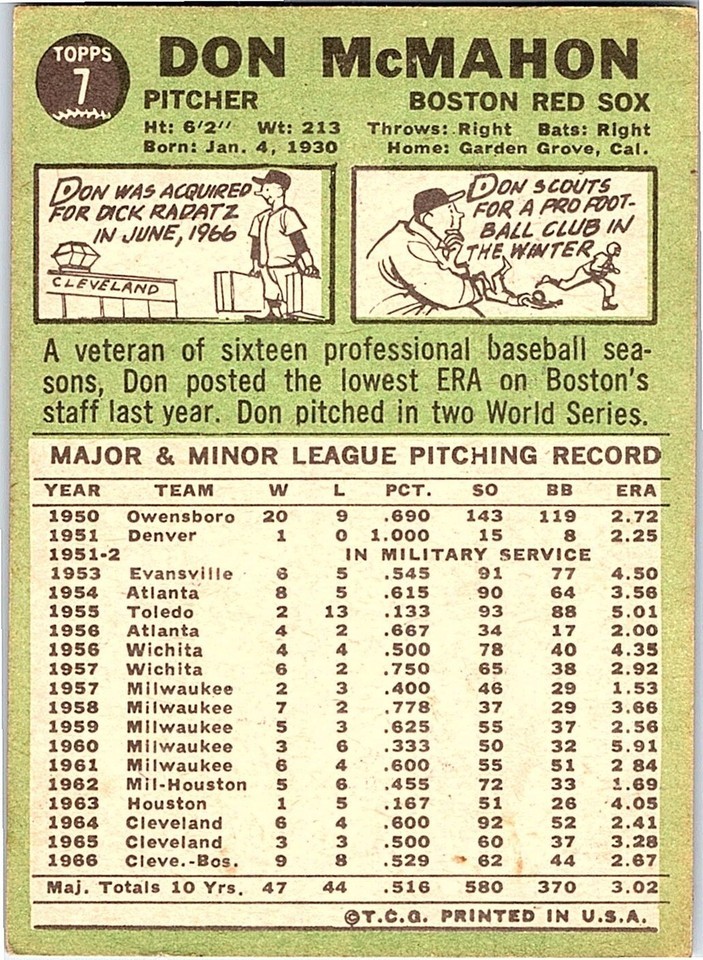 TOPPS
7
DON McMAHON
PITCHER BOSTON RED SOX
Ht: 6'2" Wt: 213 Throws: Right Bats: Right
Born: Jan. 4, 1930 Home: Garden Grove, Cal.
DON WAS ACQUIRED
FOR DICK RADATZ
IN JUNE, 1966
CLEVELAND
DON SCOUTS
FOR A PRO FOOT-
BALL CLUB IN
THE WINTER
A veteran of sixteen professional baseball sea-
sons, Don posted the lowest ERA on Boston's
staff last year. Don pitched in two World Series.
MAJOR & MINOR LEAGUE PITCHING RECORD
YEAR TEAM W L PCT. SO BB ERA
1950 Owensboro 20 9 .690 143 119 2.72
1951 Denver 1 0 1.000 15 8 2.25
1951-2 IN MILITARY SERVICE
1953 Evansville 6 5 .545 91 77 4.50
1954 Atlanta 8 5 .615 90 64 3.56
1955 Toledo 2 13 .133 93 88 5.01
1956 Atlanta 4 2 .667 34 17 2.00
1956 Wichita 4 4 .500 78 40 4.35
1957 Wichita 6 2 .750 65 38 2.92
1957 Milwaukee 2 3 .400 46 29 1.53
1958 Milwaukee 7 2 .778 37 29 3.66
1959 Milwaukee 5 3 .625 55 37 2.56
1960 Milwaukee 3 6 .333 50 32 5.91
1961 Milwaukee 6 4 .600 55 51 2 84
1962 Mil-Houston 5 6 .455 72 33 1.69
1963 Houston 1 5 .167 51 26 4.05
1964 Cleveland 6 4 .600 92 52 2.41
1965 Cleveland 3 3 .500 60 37 3.28
1966 Cleve.-Bos. 9 8 .529 62 44 2.67
Maj. Totals 10 Yrs. 47 44 .516 580 370 3.02
©T.C.G. PRINTED IN U.S.A.